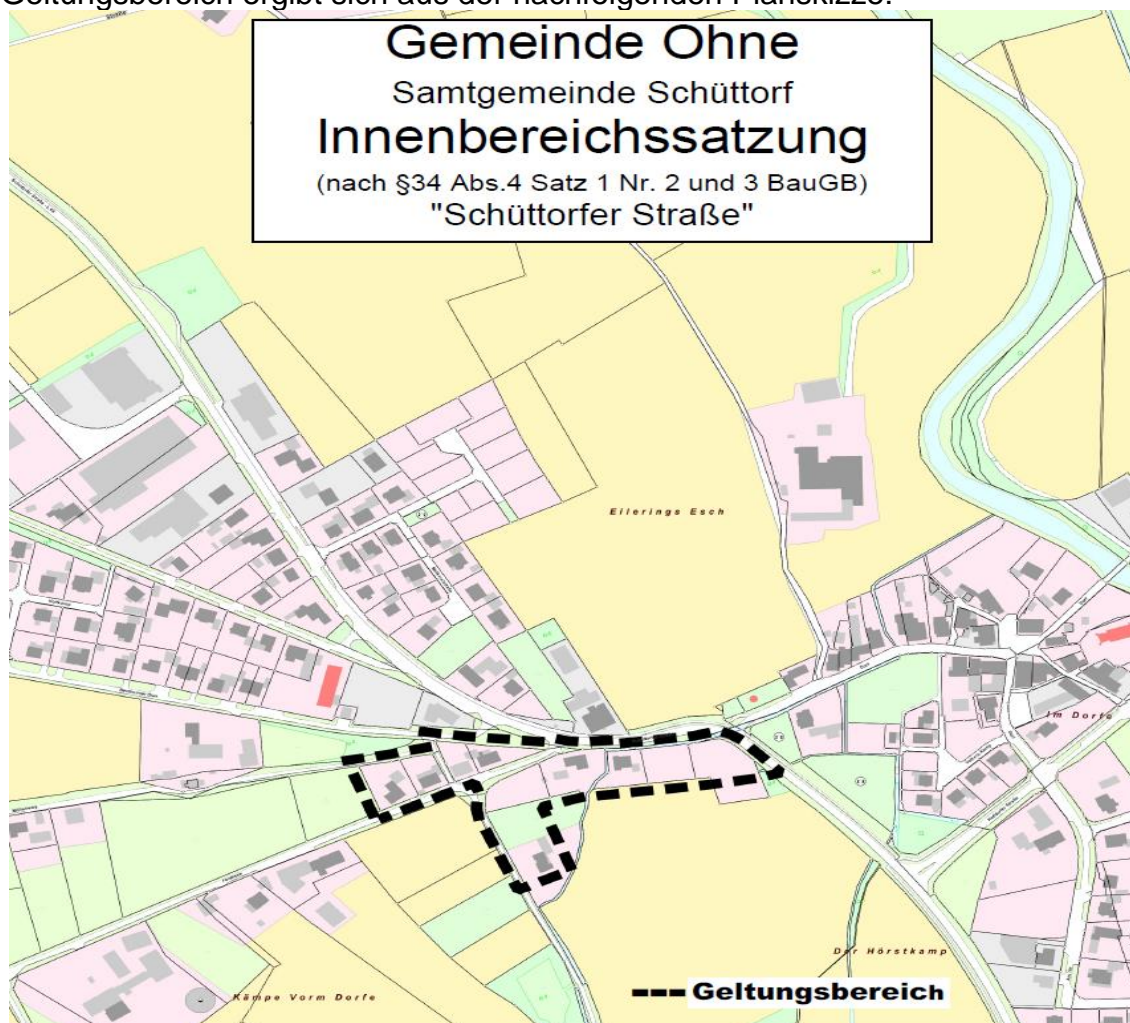 Geltungsbereich ergibt sich aus der nachfolgenden Planskizze.
Gemeinde Ohne
Samtgemeinde Schüttorf
Innenbereichssatzung
(nach §34 Abs.4 Satz 1 Nr. 2 und 3 BauGB)
"Schüttorfer Straße"
Eilerings Esch
Im Dorfe
Der Hörstkamp
Kämpe Vorm Dorfe
Geltungsbereich